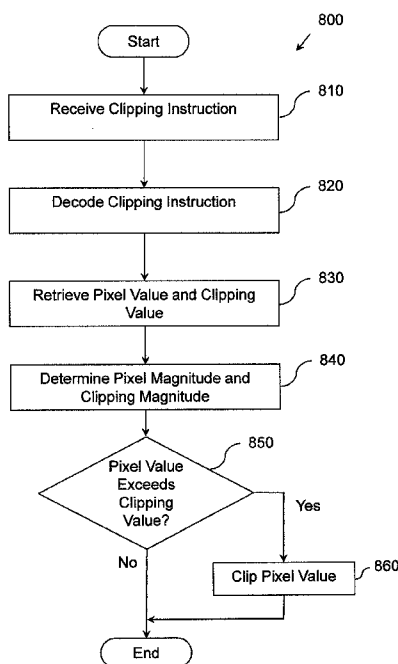 800
Start
810
Receive Clipping Instruction
820
Decode Clipping Instruction
830
Retrieve Pixel Value and Clipping
Value
840
Determine Pixel Magnitude and
Clipping Magnitude
850
Pixel Value
Exceeds
Clipping
Value?
Yes
No
Clip Pixel Value
860
End